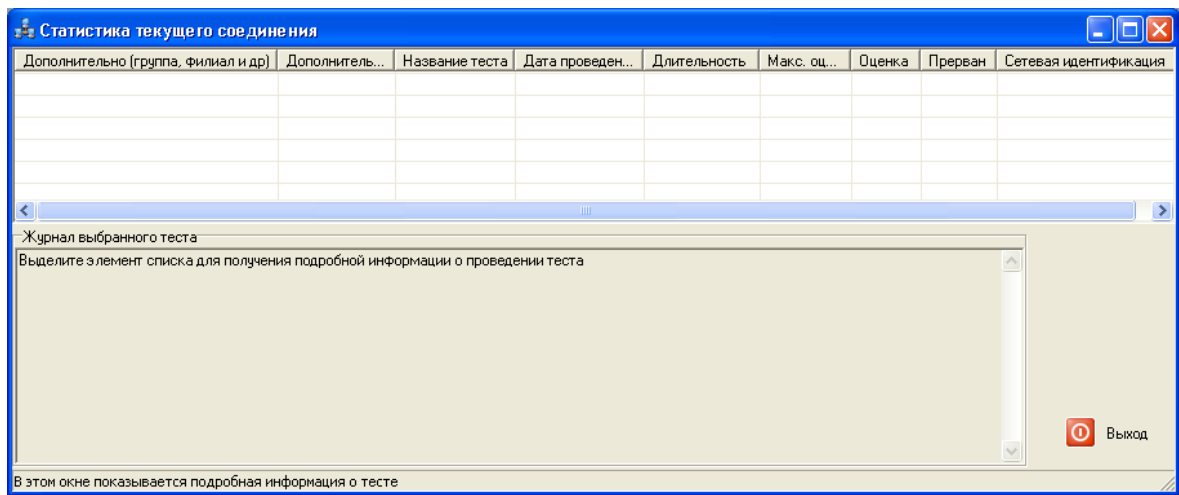 Статистика текущего соединения
Дополнительно (группа, филиал и др) Дополнитель... Название теста Дата проведен... Длительность Макс. оц... Оценка Прерван Сетевая идентификация
Журнал выбранного теста
Выделите элемент списка для получения подробной информации о проведении теста
Выход
В этом окне показывается подробная информация о тесте